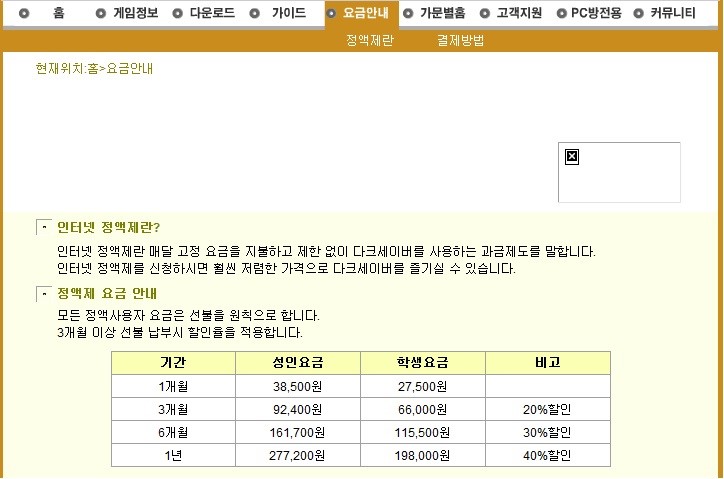 홈 게임정보 다운로드 가이드 요금안내 가문별홈 고객지원 PC방전용 커뮤니티
정액제란 결제방법
현재위치:홈>요금안내
인터넷 정액제란?
인터넷 정액제란 매달 고정 요금을 지불하고 제한 없이 다크세이버를 사용하는 과금제도를 말합니다.
인터넷 정액제를 신청하시면 훨씬 저렴한 가격으로 다크세이버를 즐기실 수 있습니다.
정액제 요금 안내
모든 정액사용자 요금은 선불을 원칙으로 합니다.
3개월 이상 선불 납부시 할인율을 적용합니다.
기간 성인요금 학생요금 비고
1개월 38,500원 27,500원
3개월 92,400원 66,000원 20%할인
6개월 161,700원 115,500원 30%할인
1년 277,200원 198,000원 40%할인